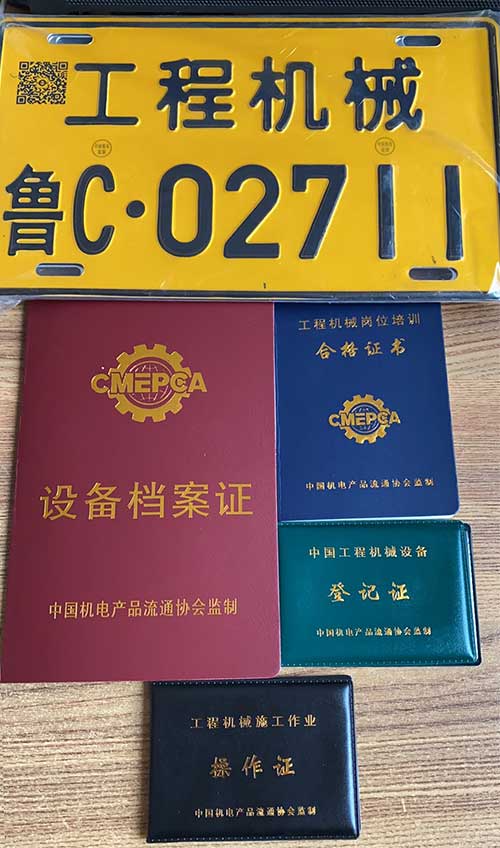 工程机械
鲁C·02711
CMEPCA
设备档案证
中国机电产品流通协会监制
工程机械岗位培训
合格证书
CMEPCA
中国机电产品流通协会监制
中国工程机械设备
登记证
中国机电产品流通协会监制
工程机械施工作业
操作证
中国机电产品流通协会监制